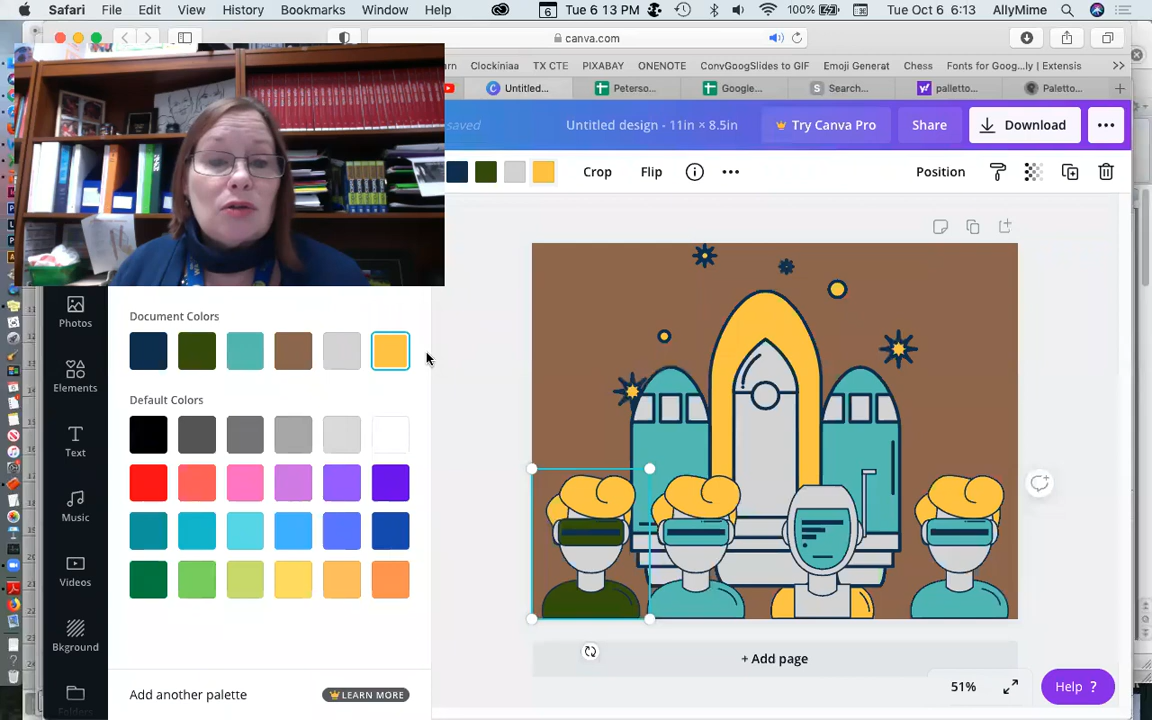 Safari File Edit View History Bookmarks Window Help 6 Tue 6 13 PM 100% Tue Oct 6 6:13 AllyMime
canva.com
TX CTE PIXABAY ONENOTE ConvGoogSlides to GIF Emoji Generat Chess Fonts for Goog...ly | Extensis
Untitled... Peterso... Google... Search... paletto... Paletto...
saved Untitled design - 11in × 8.5in Try Canva Pro Share Download
Crop Flip Position
Photos
Elements
Text
Music
Videos
Bkground
Folders
Document Colors
Default Colors
Add another palette LEARN MORE
+ Add page
51% Help ?